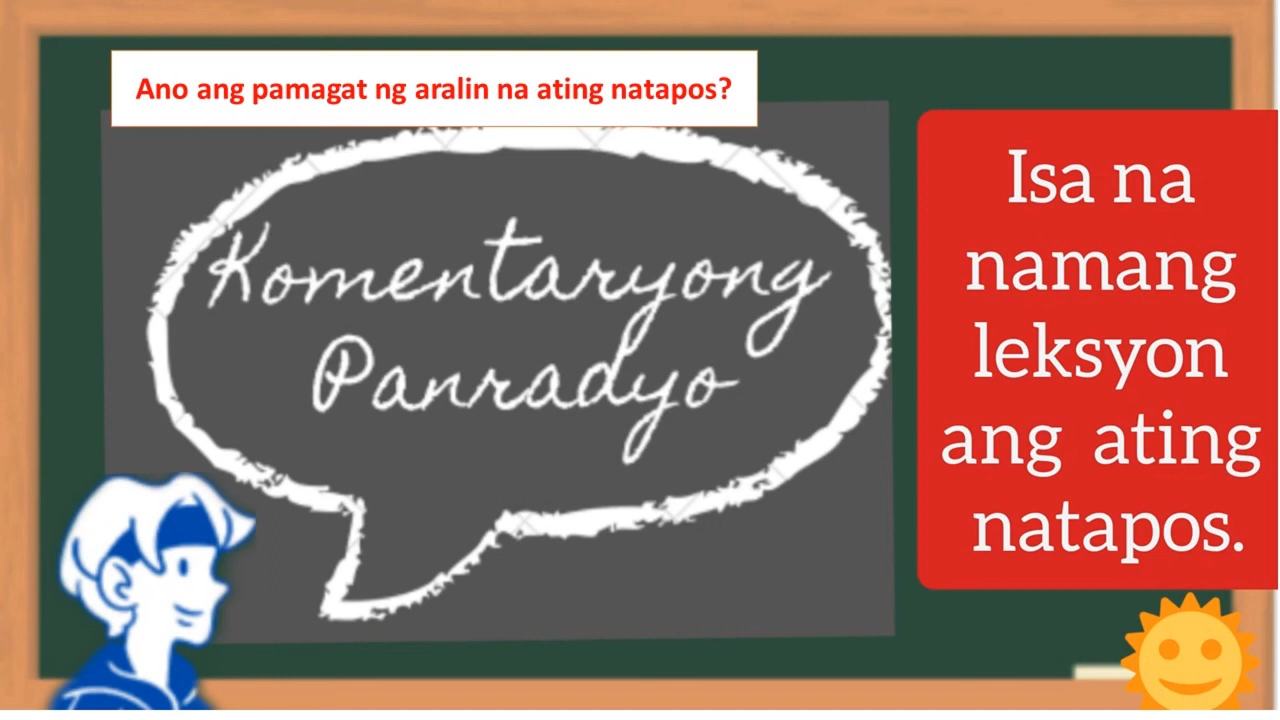 Ano ang pamagat ng aralin na ating natapos?
Komentaryong
Panradyo
Isa na
namang
leksyon
ang ating
natapos.